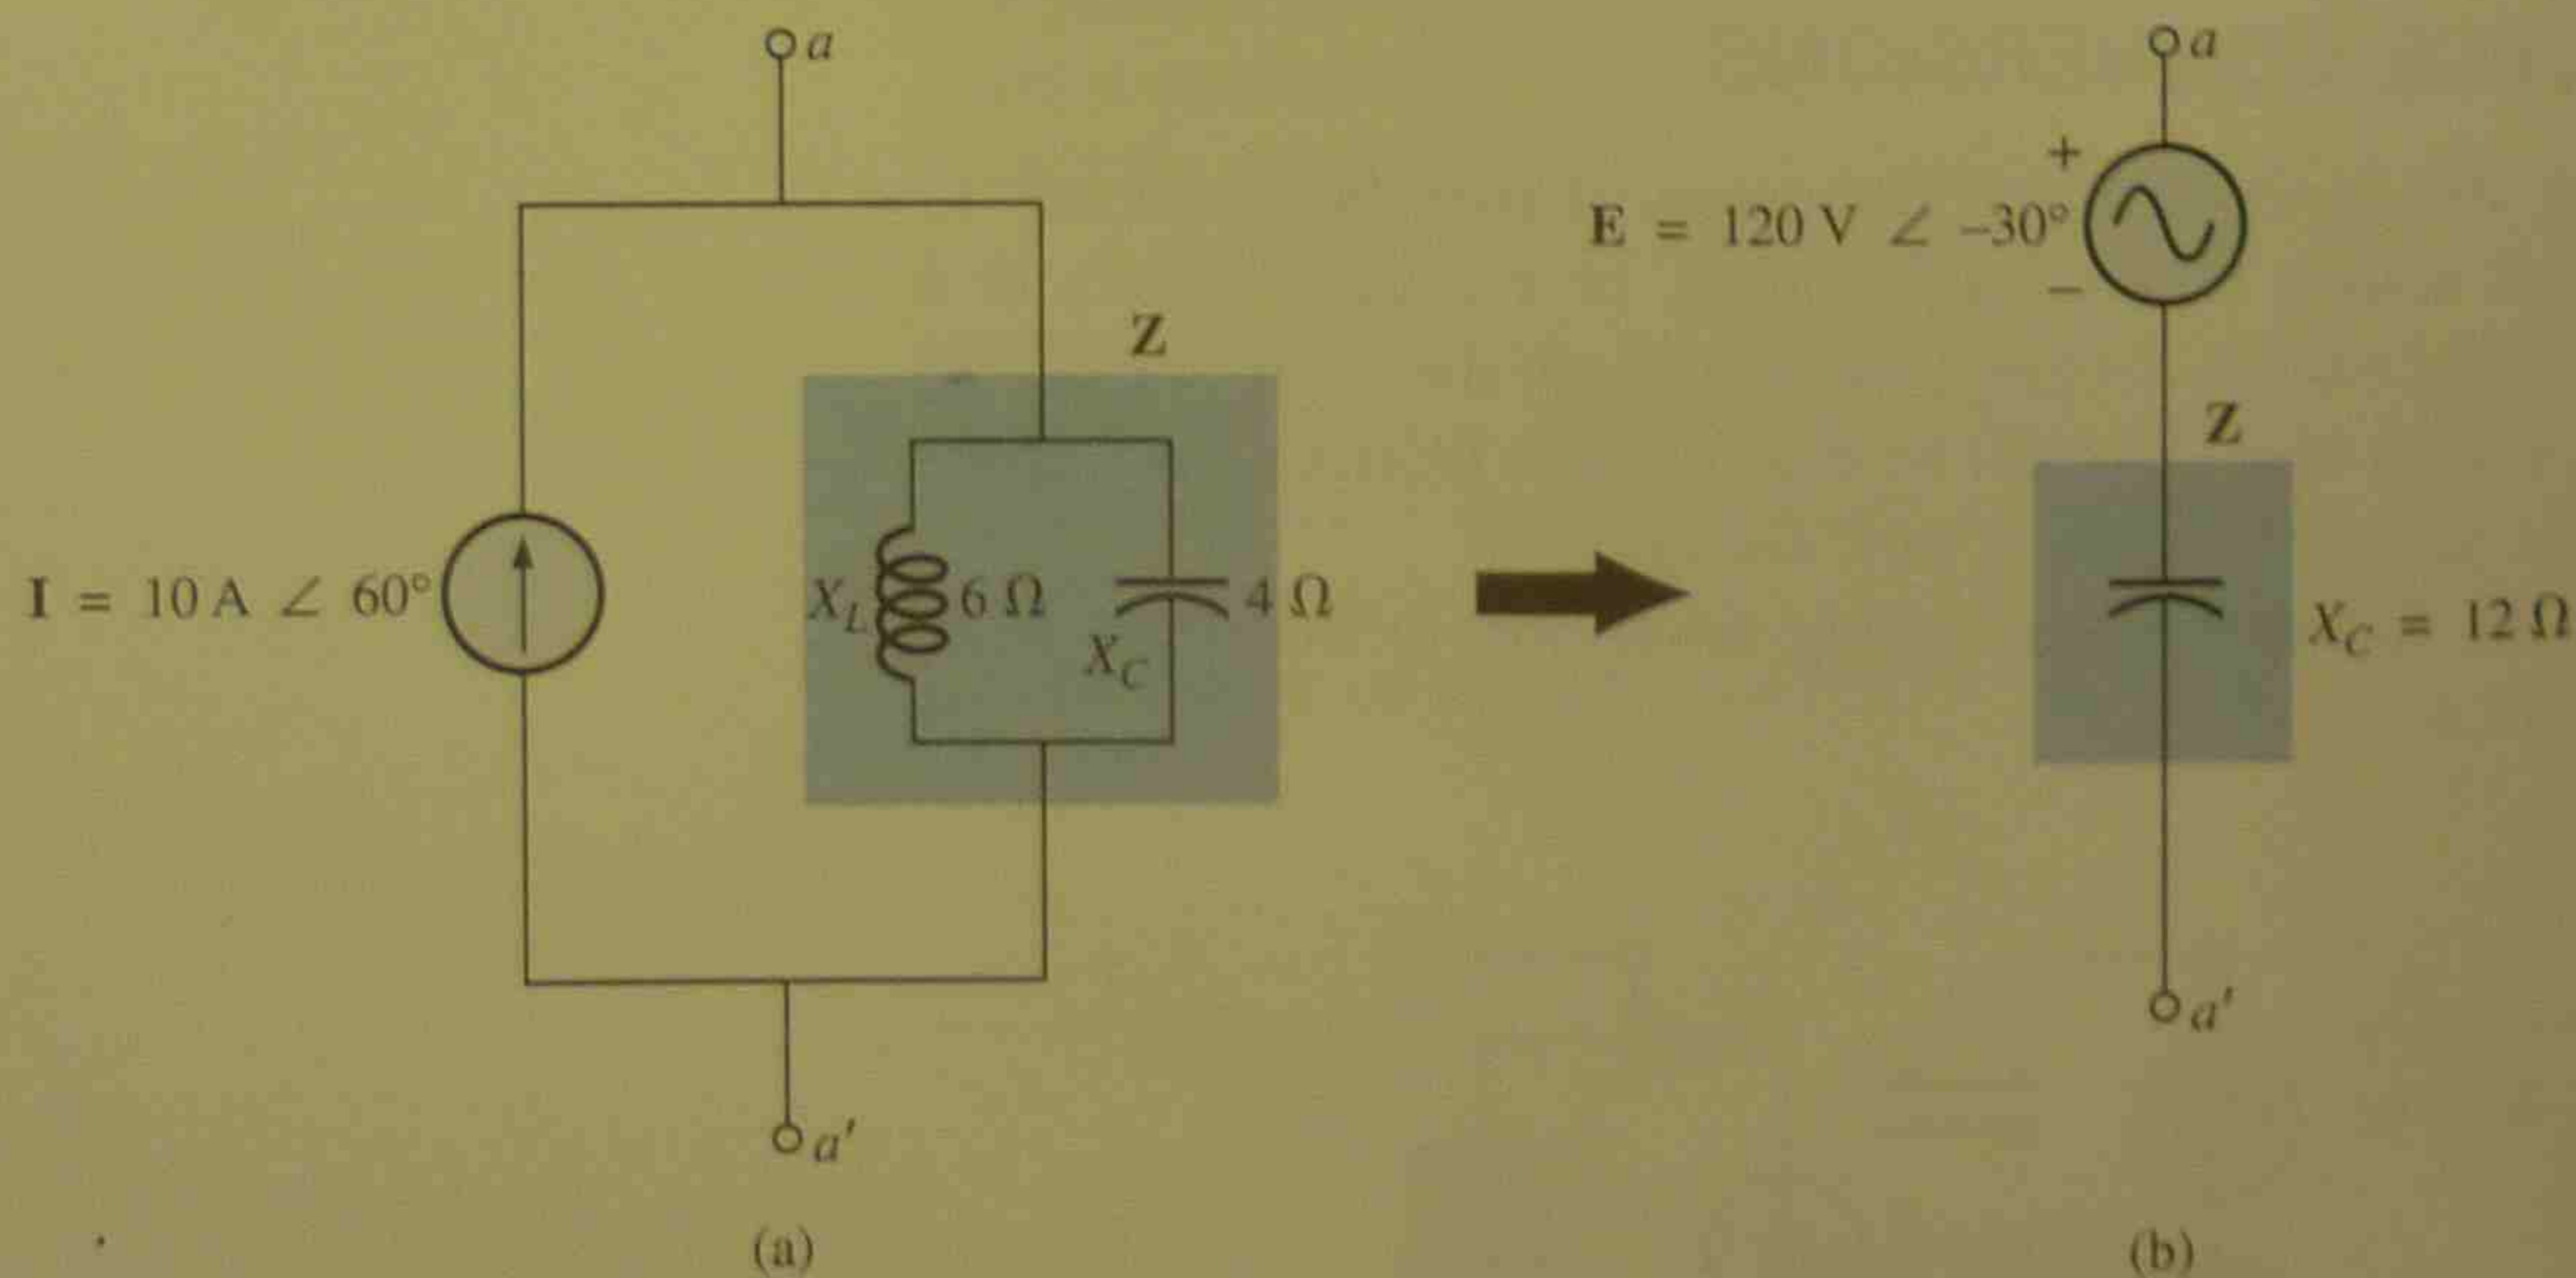 a
I = 10 A ∠ 60°
Z
X_L
6 Ω
X_C
4 Ω
a'
(a)
a
+
E = 120 V ∠ –30°
–
Z
X_C = 12 Ω
a'
(b)